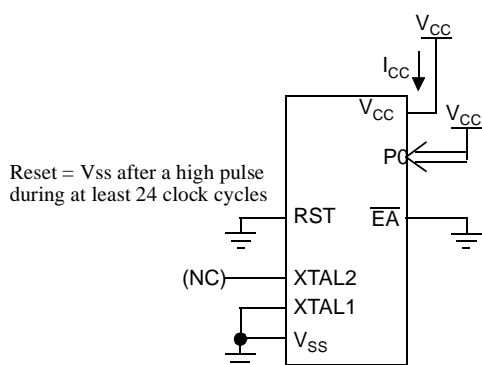 V_CC
I_CC
V_CC
V_CC
P0
Reset = Vss after a high pulse
during at least 24 clock cycles
RST
EA
(NC)
XTAL2
XTAL1
V_SS